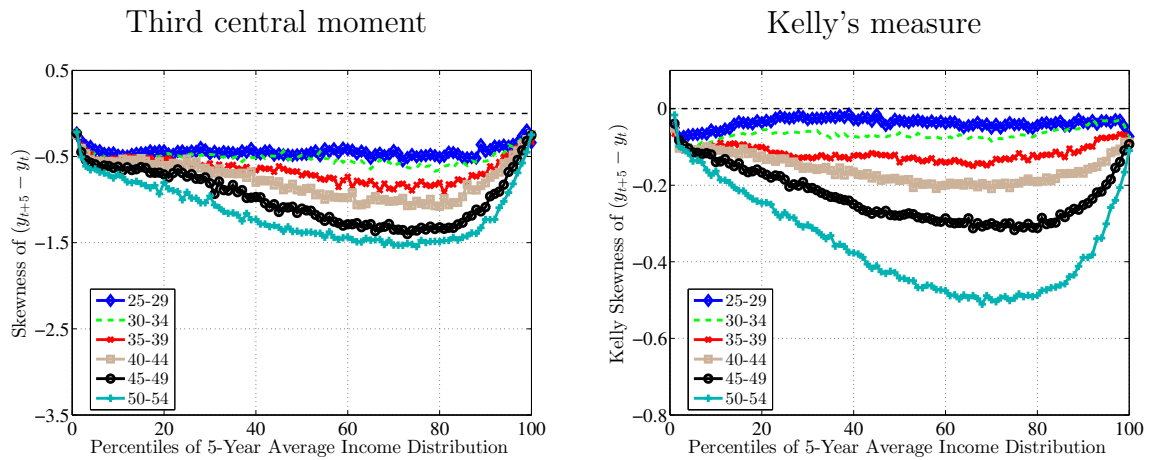 Third central moment
Skewness of (y_{t+5} − y_t)
0.5
0
−0.5
−1.5
−2.5
−3.5
25-29
30-34
35-39
40-44
45-49
50-54
0 20 40 60 80 100
Percentiles of 5-Year Average Income Distribution
Kelly's measure
Kelly Skewness of (y_{t+5} − y_t)
0
−0.2
−0.4
−0.6
−0.8
25-29
30-34
35-39
40-44
45-49
50-54
0 20 40 60 80 100
Percentiles of 5-Year Average Income Distribution